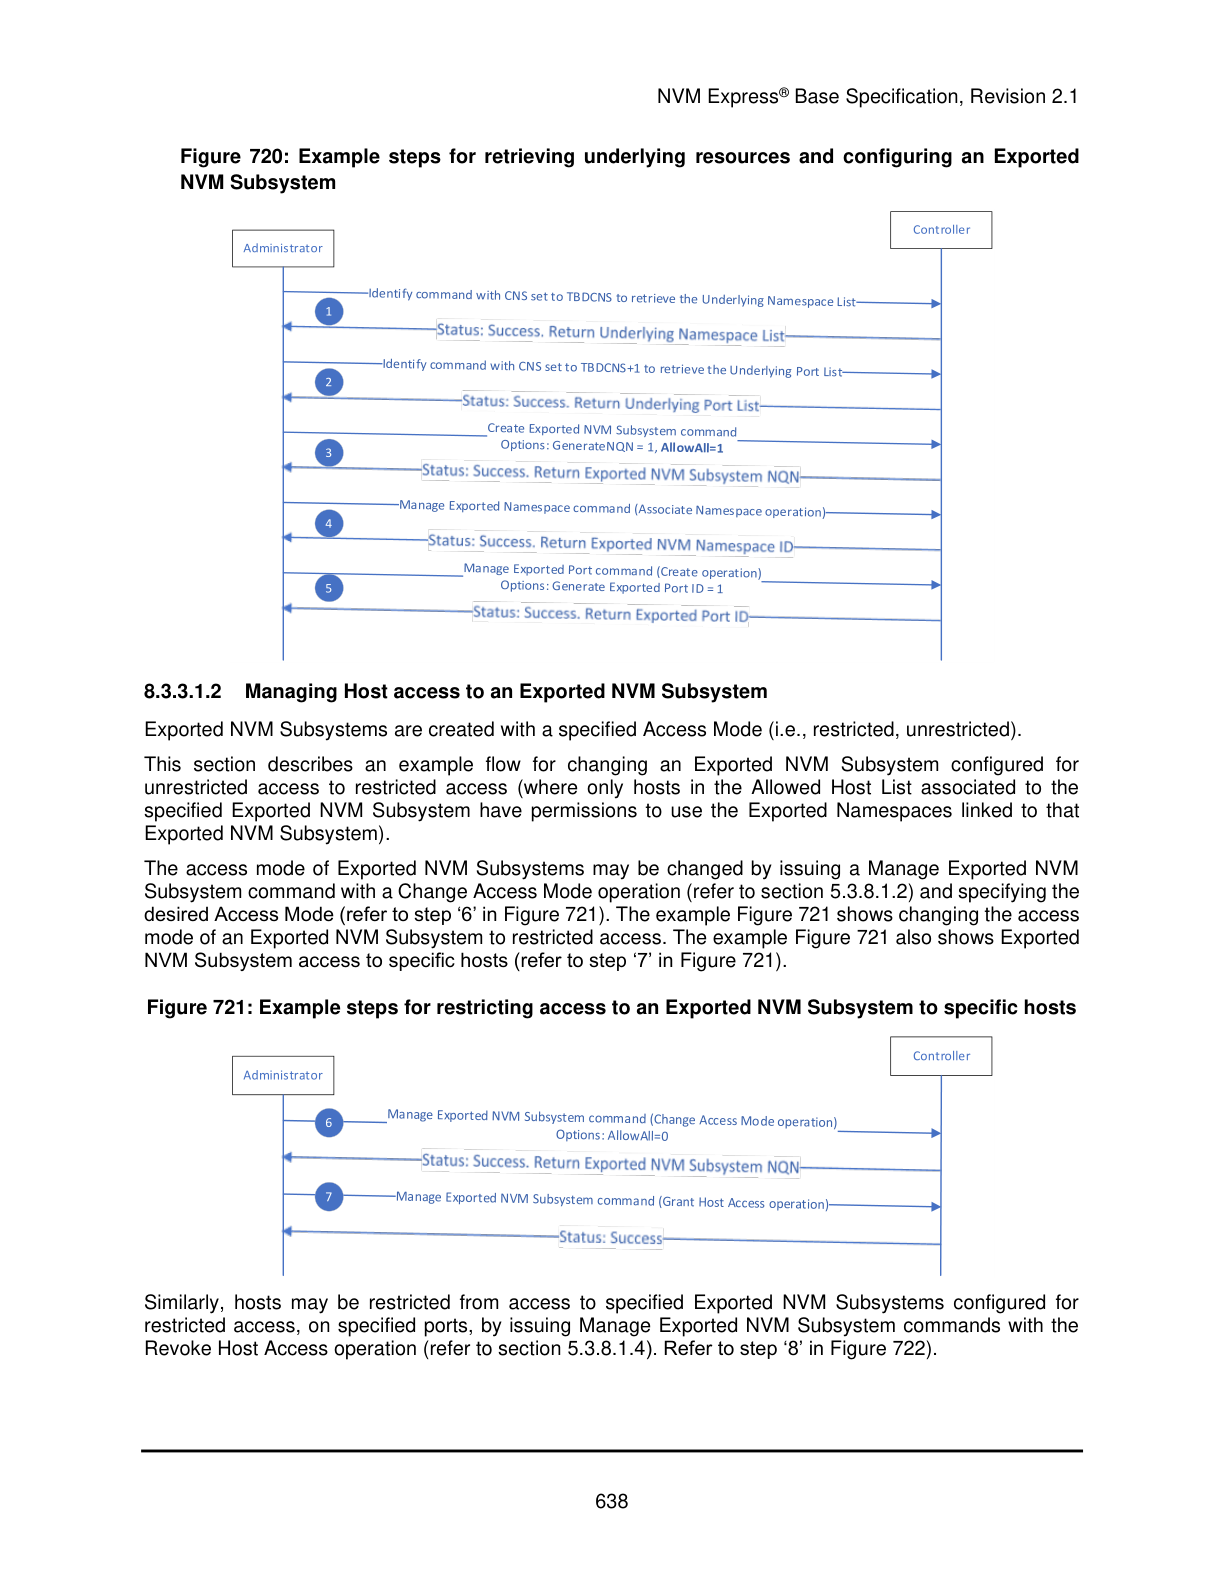 NVM Express® Base Specification, Revision 2.1
Figure 720: Example steps for retrieving underlying resources and configuring an Exported
NVM Subsystem
Controller
Administrator
Identify command with CNS set to TBDCNS to retrieve the Underlying Namespace List
1
Status: Success. Return Underlying Namespace List
Identify command with CNS set to TBDCNS+1 to retrieve the Underlying Port List
2
Status: Success. Return Underlying Port List
Create Exported NVM Subsystem command
Options: GenerateNQN = 1, AllowAll=1
3
Status: Success. Return Exported NVM Subsystem NQN
Manage Exported Namespace command (Associate Namespace operation)
4
Status: Success. Return Exported NVM Namespace ID
Manage Exported Port command (Create operation)
Options: Generate Exported Port ID = 1
5
Status: Success. Return Exported Port ID
8.3.3.1.2 Managing Host access to an Exported NVM Subsystem
Exported NVM Subsystems are created with a specified Access Mode (i.e., restricted, unrestricted).
This section describes an example flow for changing an Exported NVM Subsystem configured for
unrestricted access to restricted access (where only hosts in the Allowed Host List associated to the
specified Exported NVM Subsystem have permissions to use the Exported Namespaces linked to that
Exported NVM Subsystem).
The access mode of Exported NVM Subsystems may be changed by issuing a Manage Exported NVM
Subsystem command with a Change Access Mode operation (refer to section 5.3.8.1.2) and specifying the
desired Access Mode (refer to step ‘6’ in Figure 721). The example Figure 721 shows changing the access
mode of an Exported NVM Subsystem to restricted access. The example Figure 721 also shows Exported
NVM Subsystem access to specific hosts (refer to step ‘7’ in Figure 721).
Figure 721: Example steps for restricting access to an Exported NVM Subsystem to specific hosts
Controller
Administrator
6
Manage Exported NVM Subsystem command (Change Access Mode operation)
Options: AllowAll=0
Status: Success. Return Exported NVM Subsystem NQN
7
Manage Exported NVM Subsystem command (Grant Host Access operation)
Status: Success
Similarly, hosts may be restricted from access to specified Exported NVM Subsystems configured for
restricted access, on specified ports, by issuing Manage Exported NVM Subsystem commands with the
Revoke Host Access operation (refer to section 5.3.8.1.4). Refer to step ‘8’ in Figure 722).
638